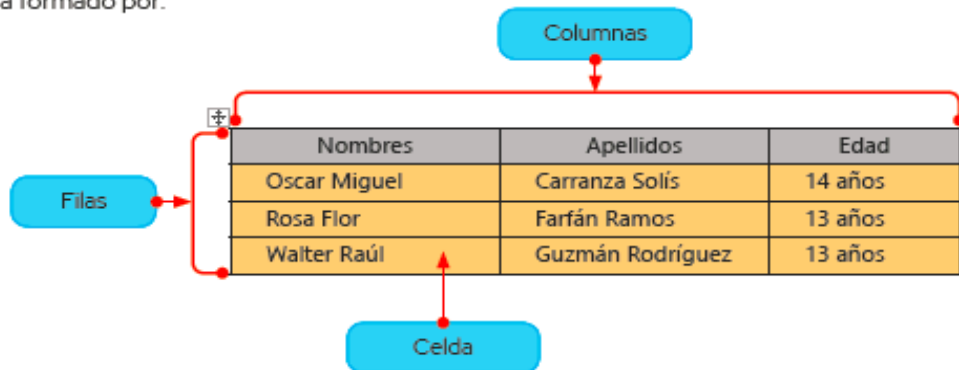 a formado por:
Columnas
Nombres Apellidos Edad
Oscar Miguel Carranza Solís 14 años
Filas
Rosa Flor Farfán Ramos 13 años
Walter Raúl Guzmán Rodríguez 13 años
Celda